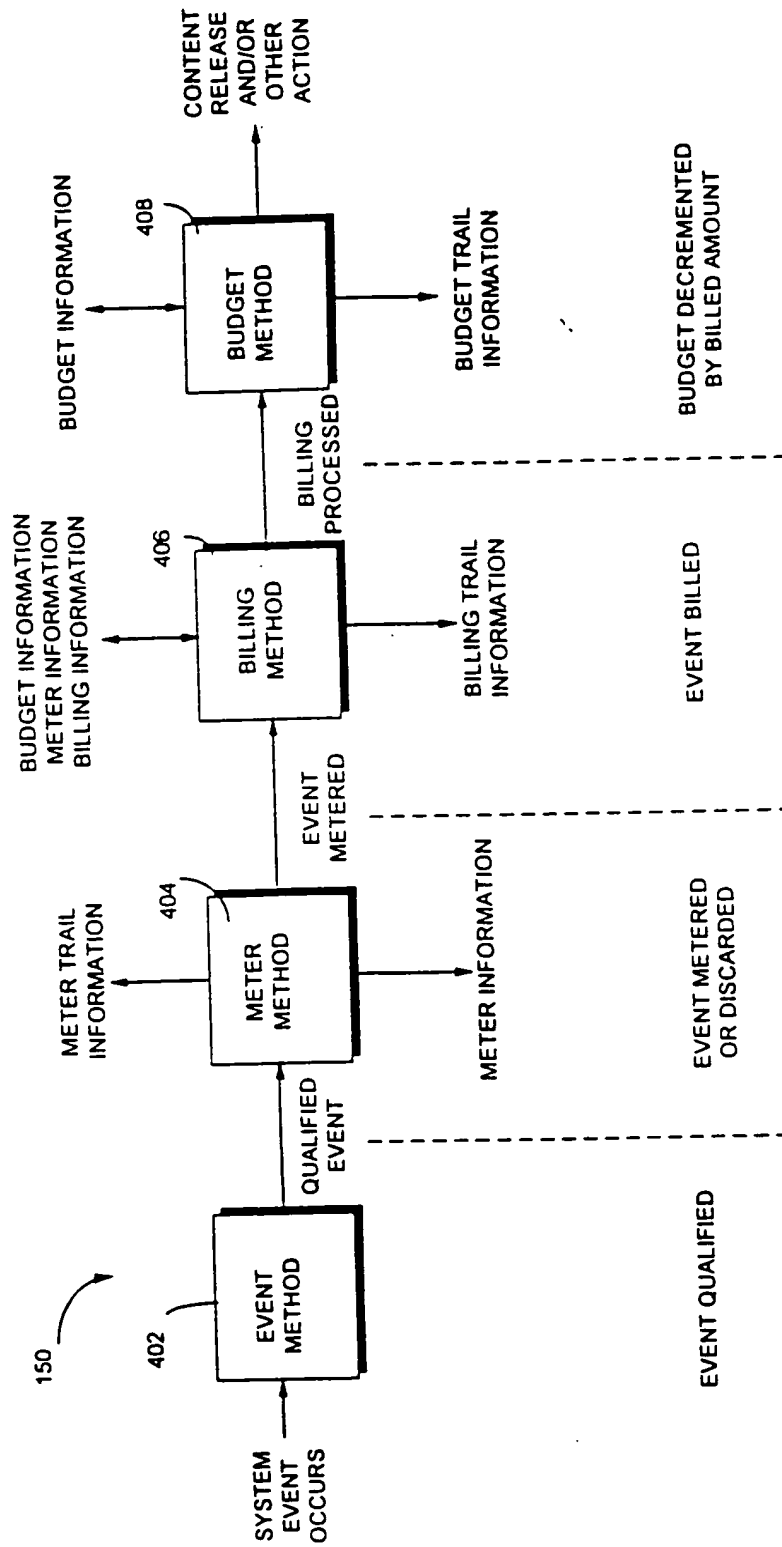 150
SYSTEM
EVENT
OCCURS
402
EVENT
METHOD
QUALIFIED
EVENT
EVENT QUALIFIED
METER TRAIL
INFORMATION
404
METER
METHOD
METER INFORMATION
EVENT
METERED
EVENT METERED
OR DISCARDED
BUDGET INFORMATION
METER INFORMATION
BILLING INFORMATION
406
BILLING
METHOD
BILLING TRAIL
INFORMATION
BILLING
PROCESSED
EVENT BILLED
BUDGET INFORMATION
408
BUDGET
METHOD
BUDGET TRAIL
INFORMATION
CONTENT
RELEASE
AND/OR
OTHER
ACTION
BUDGET DECREMENTED
BY BILLED AMOUNT